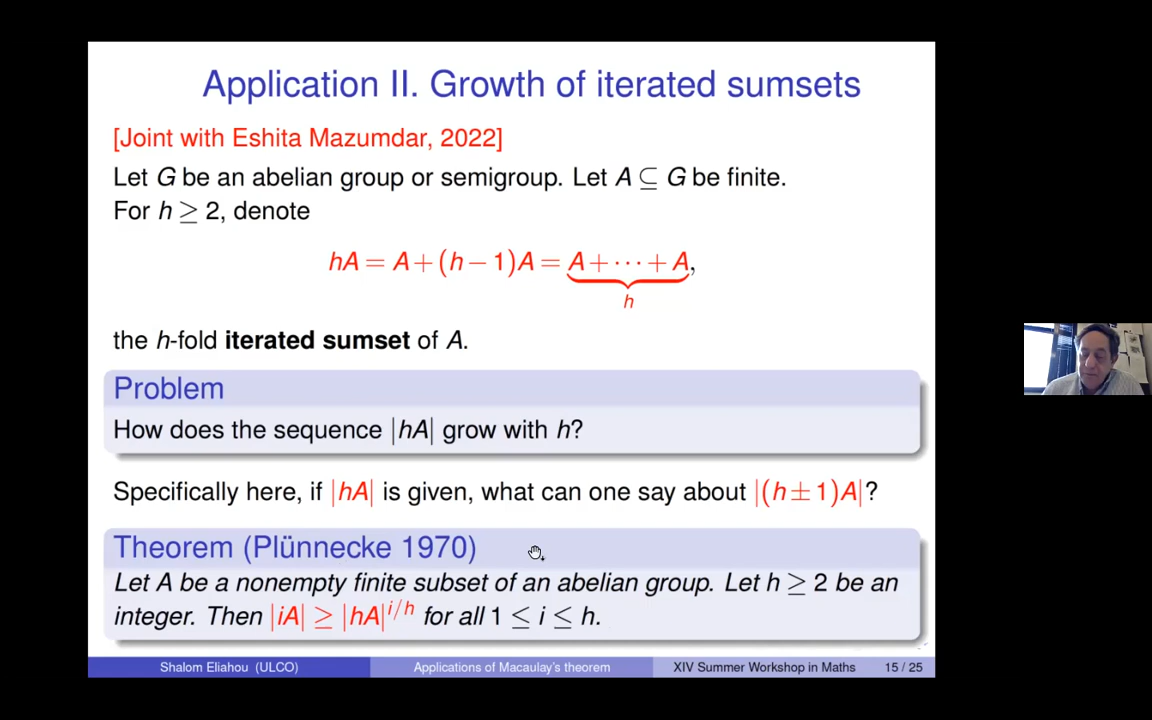 Application II. Growth of iterated sumsets
[Joint with Eshita Mazumdar, 2022]
Let G be an abelian group or semigroup. Let A ⊆ G be finite.
For h ≥ 2, denote
hA = A + (h − 1)A = A + ⋯ + A,
h
the h-fold iterated sumset of A.
Problem
How does the sequence |hA| grow with h?
Specifically here, if |hA| is given, what can one say about |(h ± 1)A|?
Theorem (Plünnecke 1970)
Let A be a nonempty finite subset of an abelian group. Let h ≥ 2 be an
integer. Then |iA| ≥ |hA|^{i/h} for all 1 ≤ i ≤ h.
Shalom Eliahou (ULCO) Applications of Macaulay's theorem XIV Summer Workshop in Maths 15 / 25